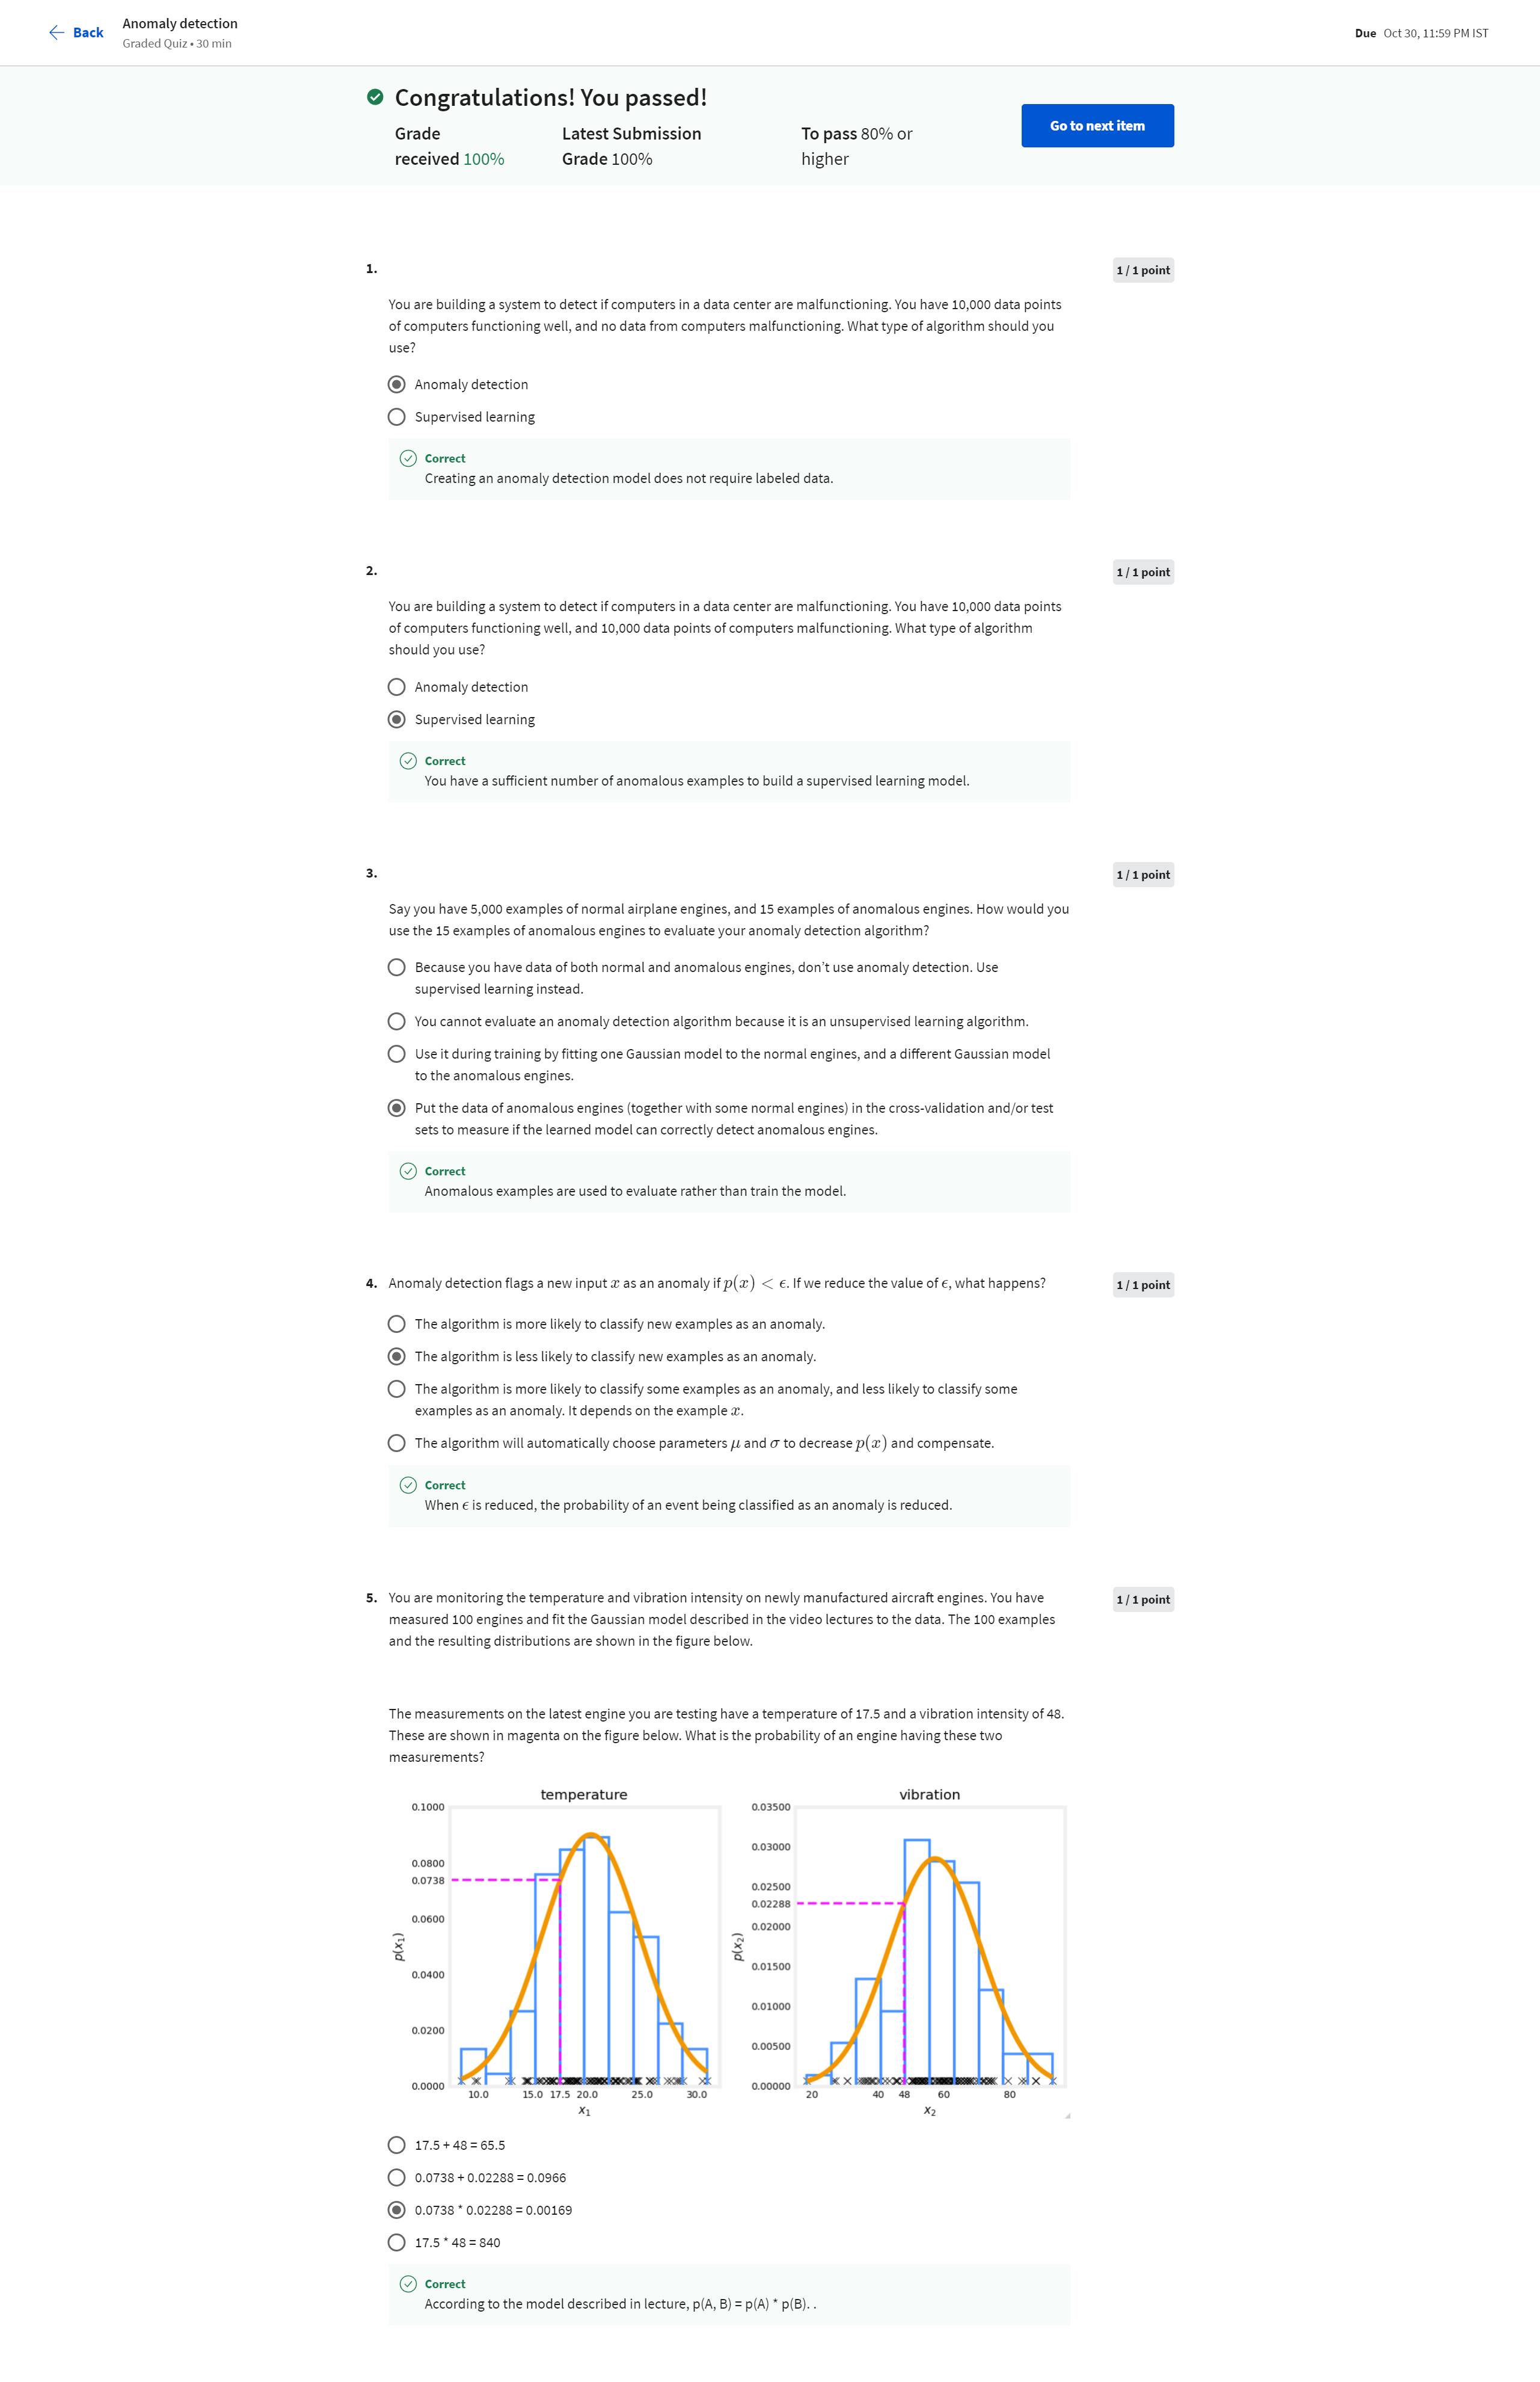 Back
Anomaly detection
Graded Quiz • 30 min
Due Oct 30, 11:59 PM IST
Congratulations! You passed!
Grade
received 100%
Latest Submission
Grade 100%
To pass 80% or
higher
Go to next item
1.
1 / 1 point
You are building a system to detect if computers in a data center are malfunctioning. You have 10,000 data points
of computers functioning well, and no data from computers malfunctioning. What type of algorithm should you
use?
Anomaly detection
Supervised learning
Correct
Creating an anomaly detection model does not require labeled data.
2.
1 / 1 point
You are building a system to detect if computers in a data center are malfunctioning. You have 10,000 data points
of computers functioning well, and 10,000 data points of computers malfunctioning. What type of algorithm
should you use?
Anomaly detection
Supervised learning
Correct
You have a sufficient number of anomalous examples to build a supervised learning model.
3.
1 / 1 point
Say you have 5,000 examples of normal airplane engines, and 15 examples of anomalous engines. How would you
use the 15 examples of anomalous engines to evaluate your anomaly detection algorithm?
Because you have data of both normal and anomalous engines, don’t use anomaly detection. Use
supervised learning instead.
You cannot evaluate an anomaly detection algorithm because it is an unsupervised learning algorithm.
Use it during training by fitting one Gaussian model to the normal engines, and a different Gaussian model
to the anomalous engines.
Put the data of anomalous engines (together with some normal engines) in the cross-validation and/or test
sets to measure if the learned model can correctly detect anomalous engines.
Correct
Anomalous examples are used to evaluate rather than train the model.
4. Anomaly detection flags a new input x as an anomaly if p(x) < ϵ. If we reduce the value of ϵ, what happens?
1 / 1 point
The algorithm is more likely to classify new examples as an anomaly.
The algorithm is less likely to classify new examples as an anomaly.
The algorithm is more likely to classify some examples as an anomaly, and less likely to classify some
examples as an anomaly. It depends on the example x.
The algorithm will automatically choose parameters μ and σ to decrease p(x) and compensate.
Correct
When ϵ is reduced, the probability of an event being classified as an anomaly is reduced.
5. You are monitoring the temperature and vibration intensity on newly manufactured aircraft engines. You have
1 / 1 point
measured 100 engines and fit the Gaussian model described in the video lectures to the data. The 100 examples
and the resulting distributions are shown in the figure below.
The measurements on the latest engine you are testing have a temperature of 17.5 and a vibration intensity of 48.
These are shown in magenta on the figure below. What is the probability of an engine having these two
measurements?
temperature
0.1000
0.0800
0.0738
0.0600
0.0400
0.0200
0.0000
p(x₁)
10.0 15.0 17.5 20.0 25.0 30.0
x₁
vibration
0.03500
0.03000
0.02500
0.02288
0.02000
0.01500
0.01000
0.00500
0.00000
p(x₂)
20 40 48 60 80
x₂
17.5 + 48 = 65.5
0.0738 + 0.02288 = 0.0966
0.0738 * 0.02288 = 0.00169
17.5 * 48 = 840
Correct
According to the model described in lecture, p(A, B) = p(A) * p(B). .